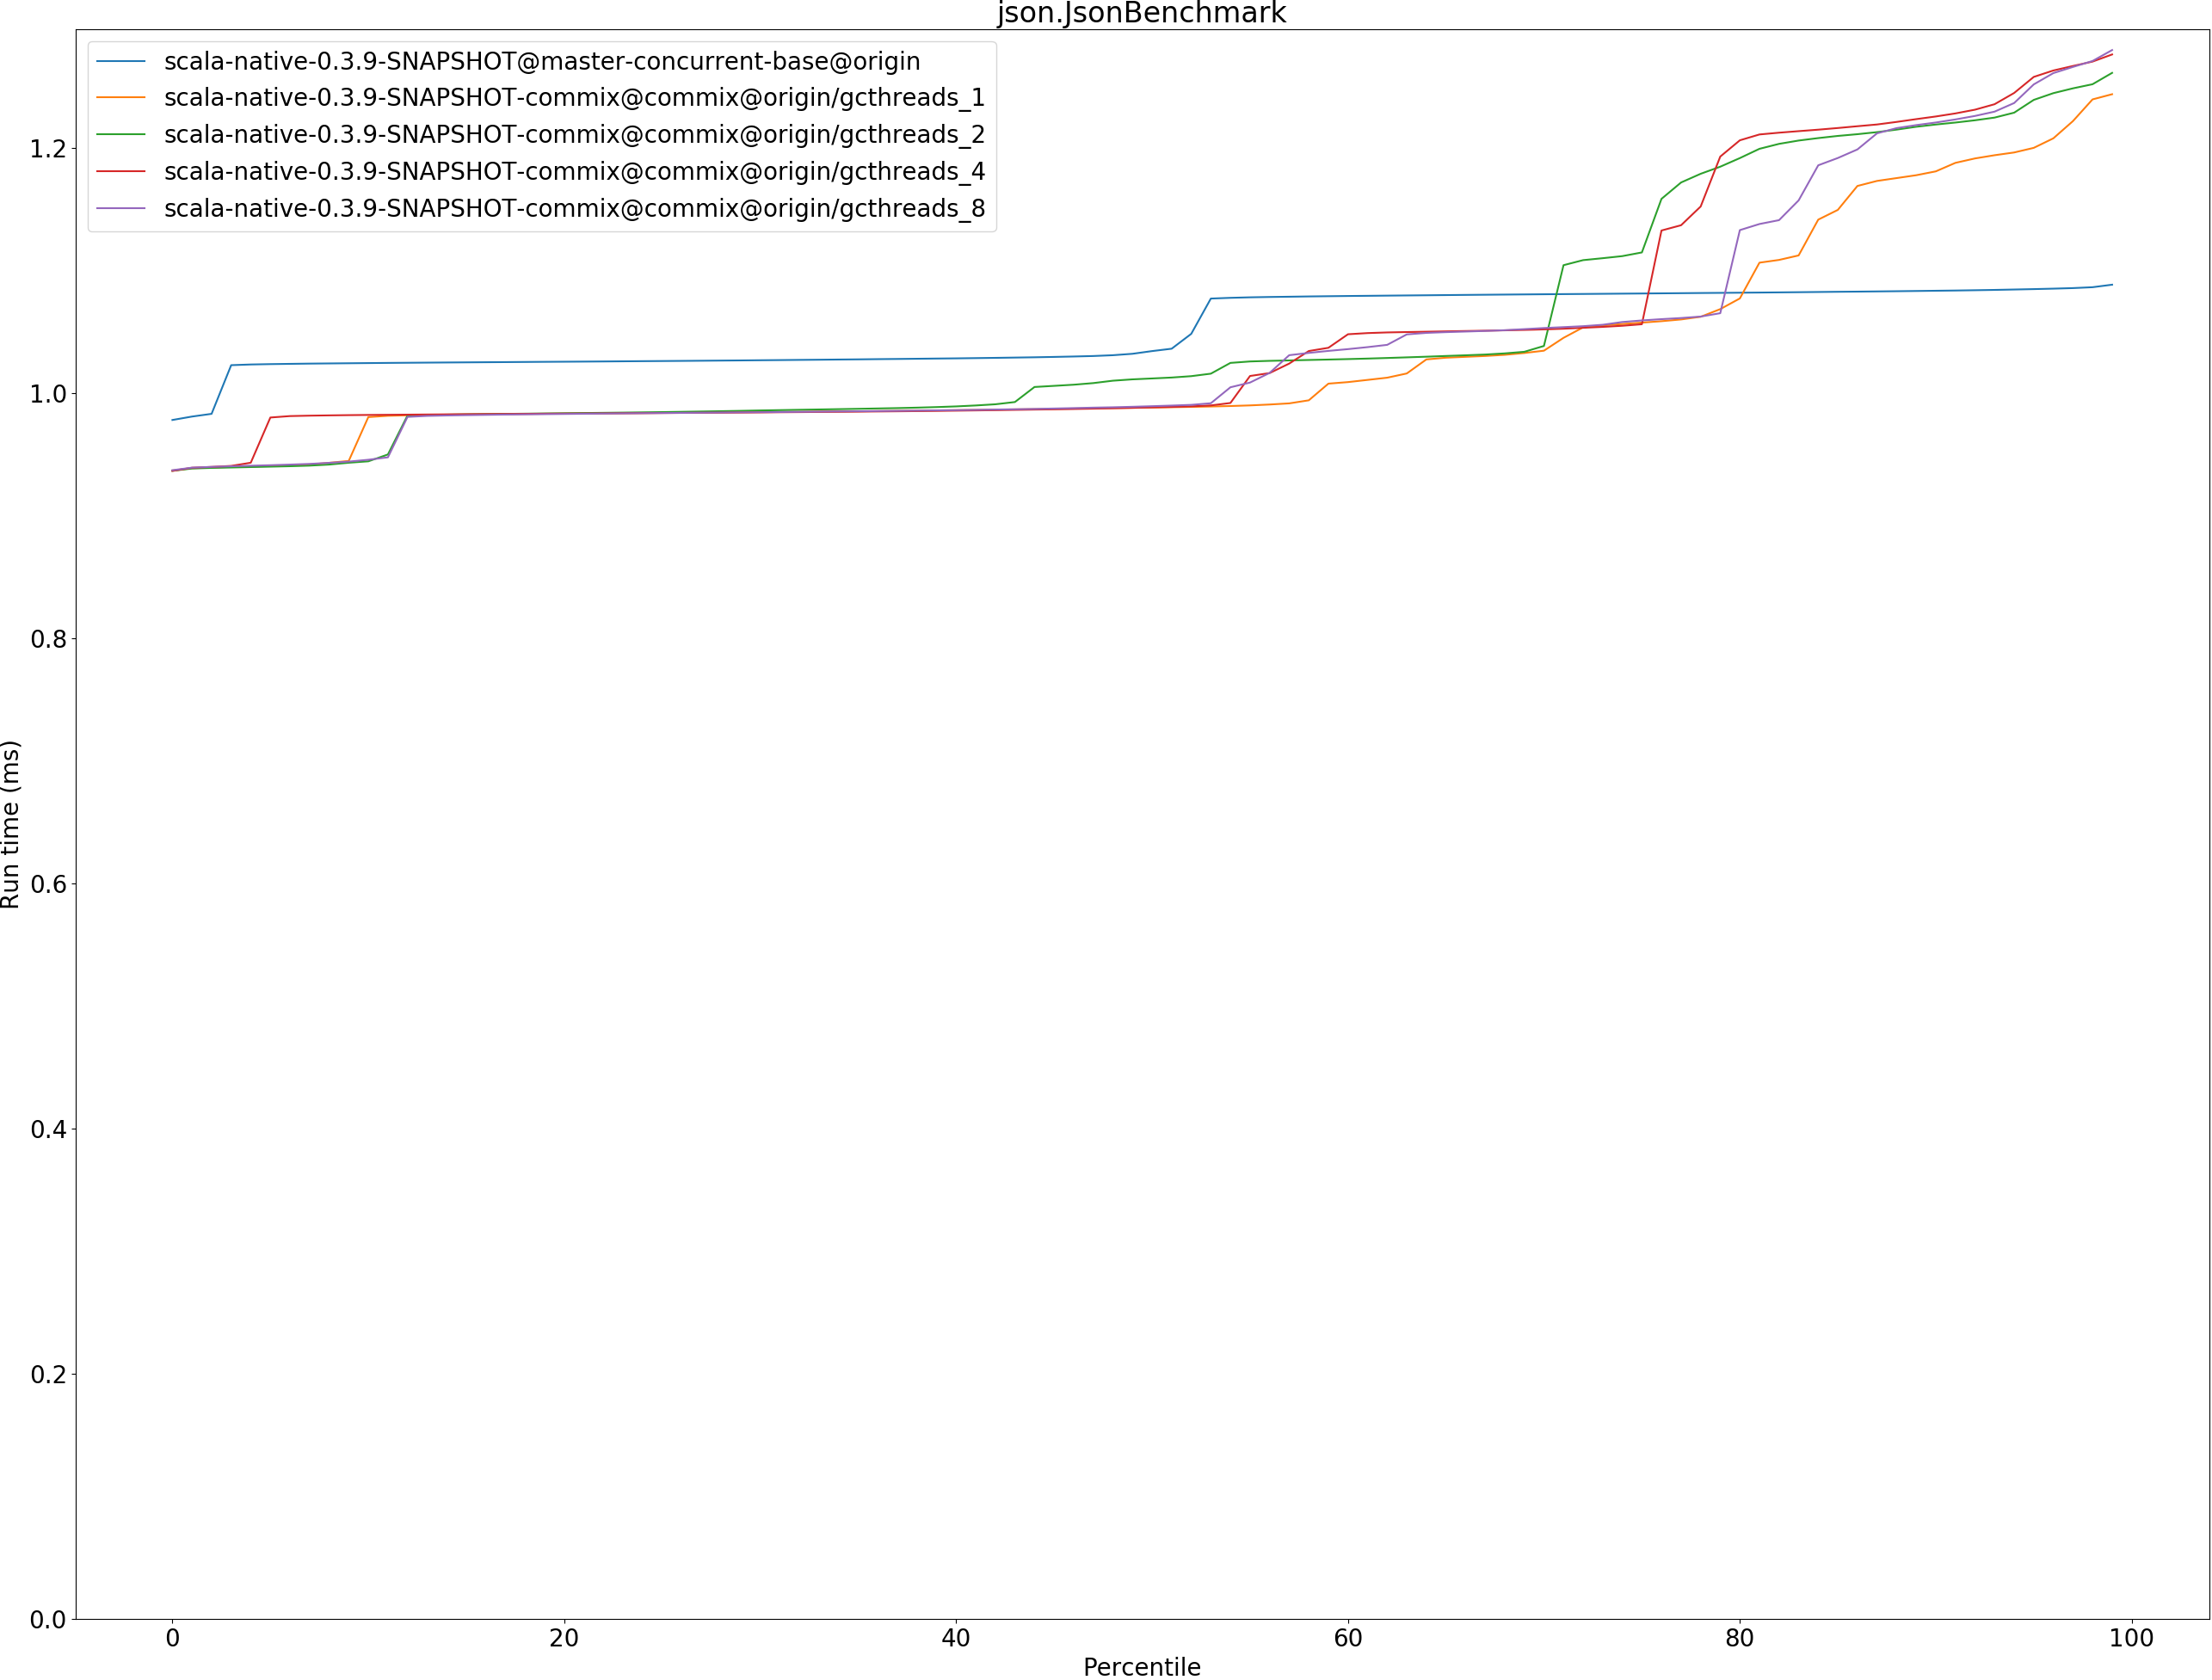 json.JsonBenchmark
scala-native-0.3.9-SNAPSHOT@master-concurrent-base@origin
scala-native-0.3.9-SNAPSHOT-commix@commix@origin/gcthreads_1
scala-native-0.3.9-SNAPSHOT-commix@commix@origin/gcthreads_2
scala-native-0.3.9-SNAPSHOT-commix@commix@origin/gcthreads_4
scala-native-0.3.9-SNAPSHOT-commix@commix@origin/gcthreads_8
Run time (ms)
1.2
1.0
0.8
0.6
0.4
0.2
0.0
0 20 40 60 80 100
Percentile